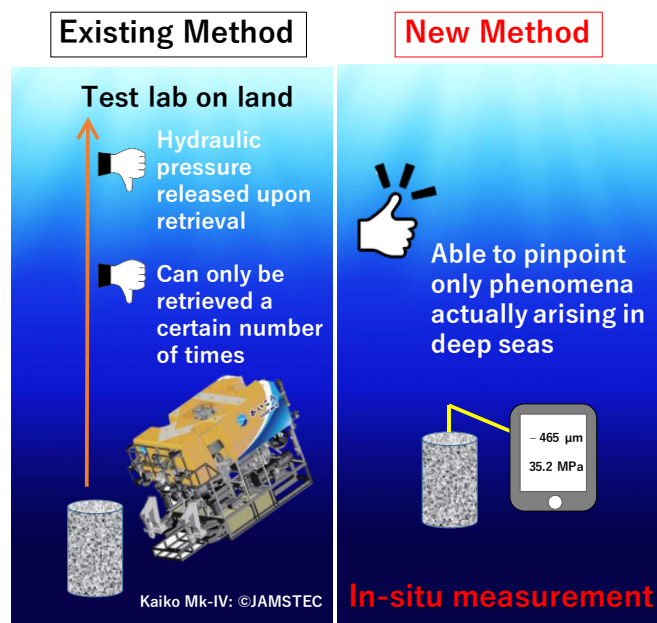 Existing Method
New Method
Test lab on land
Hydraulic
pressure
released upon
retrieval
Can only be
retrieved a
certain number
of times
Kaiko Mk-IV: ©JAMSTEC
Able to pinpoint
only phenomena
actually arising in
deep seas
– 465 μm
35.2 MPa
In-situ measurement